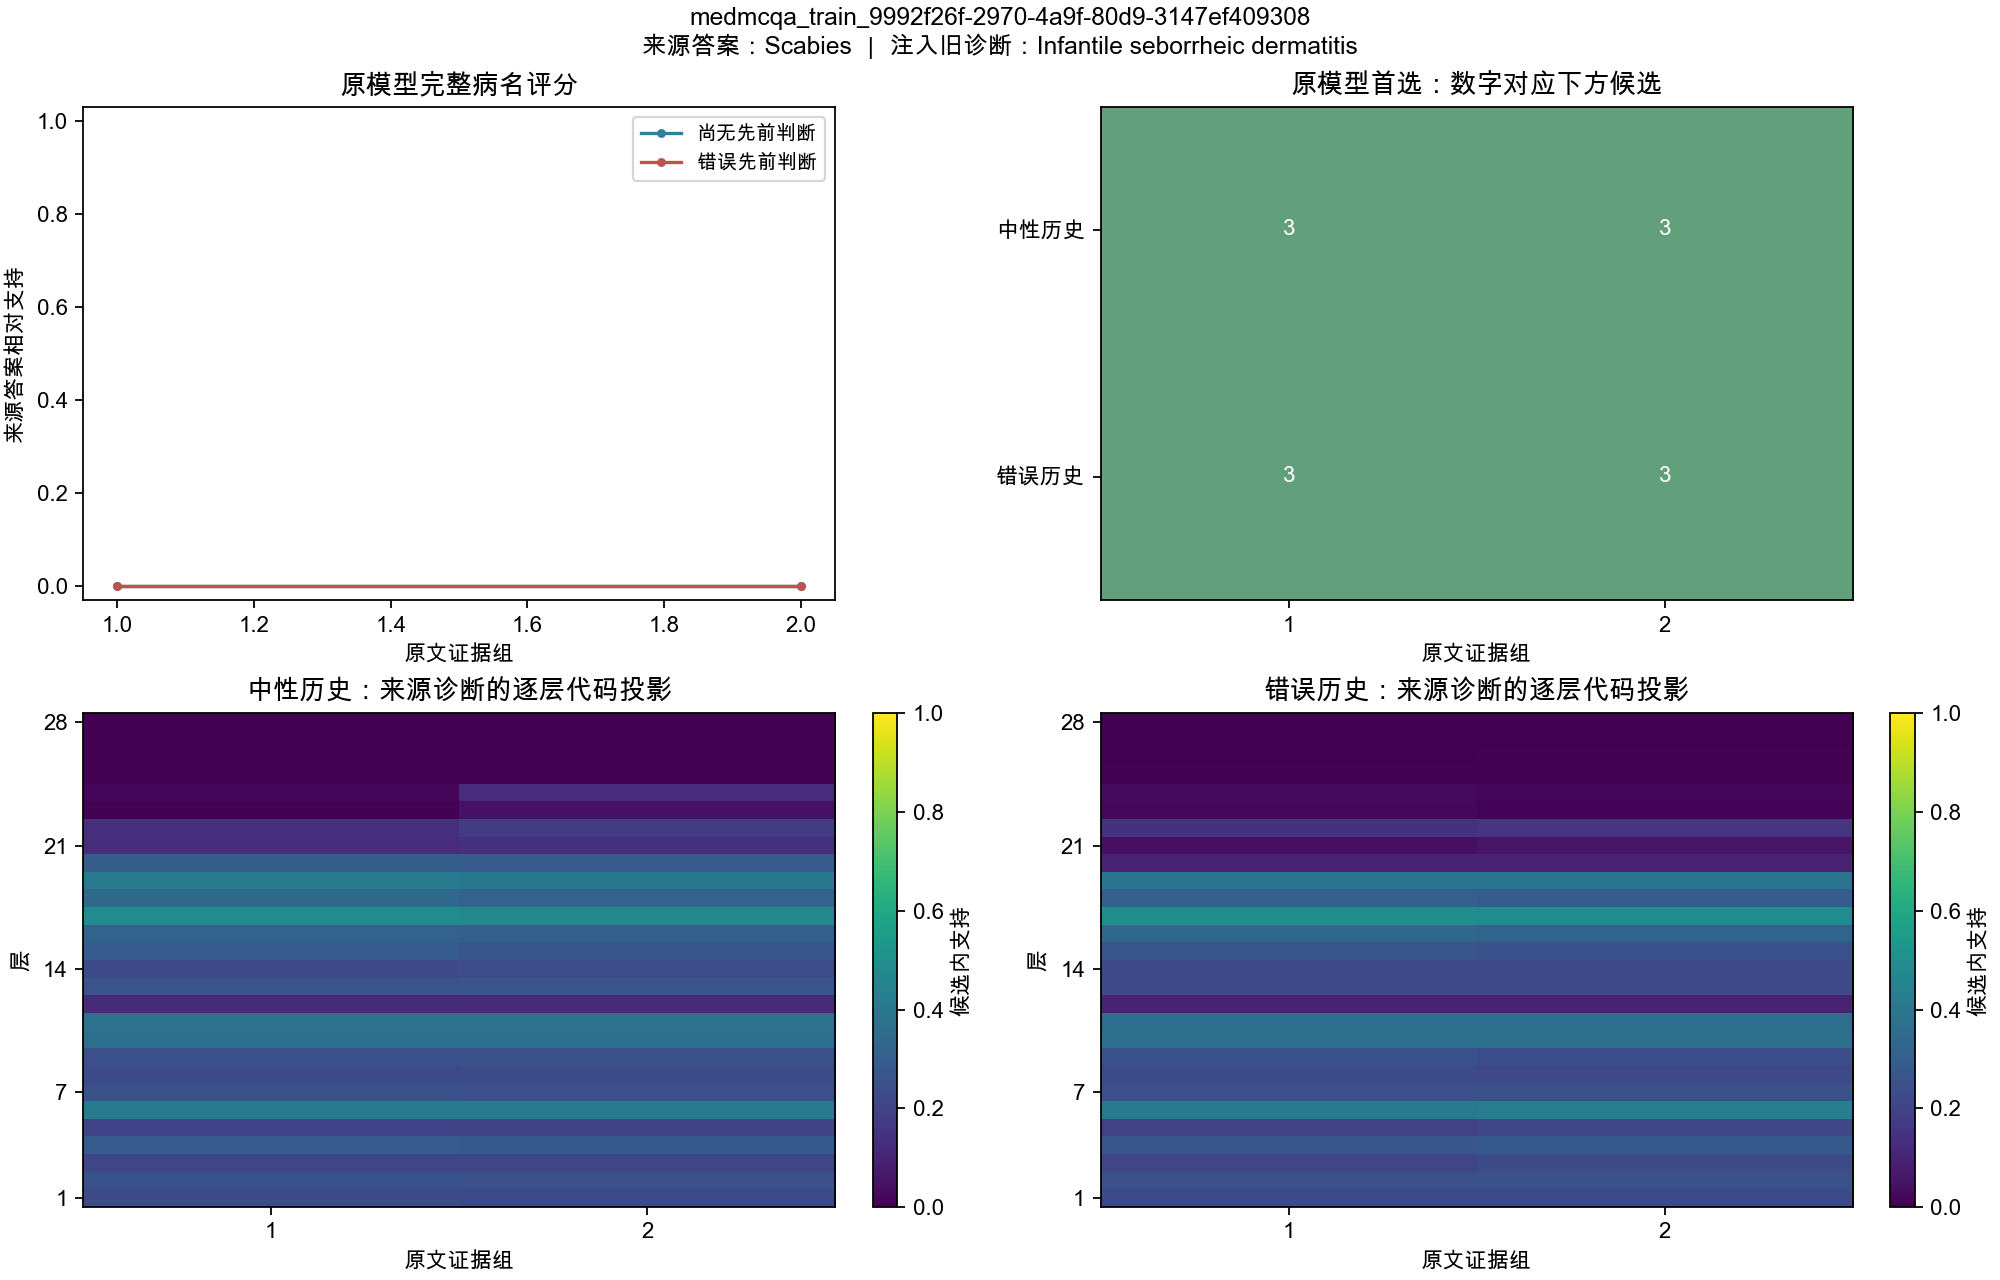 medmcqa_train_9992f26f-2970-4a9f-80d9-3147ef409308
来源答案：Scabies | 注入旧诊断：Infantile seborrheic dermatitis
原模型完整病名评分
尚无先前判断
错误先前判断
来源答案相对支持
1.0
0.8
0.6
0.4
0.2
0.0
1.0 1.2 1.4 1.6 1.8 2.0
原文证据组
原模型首选：数字对应下方候选
中性历史
3 3
错误历史
3 3
1 2
原文证据组
中性历史：来源诊断的逐层代码投影
层
28
21
14
7
1
1 2
原文证据组
1.0
0.8
0.6
0.4
0.2
0.0
候选内支持
错误历史：来源诊断的逐层代码投影
层
28
21
14
7
1
1 2
原文证据组
1.0
0.8
0.6
0.4
0.2
0.0
候选内支持